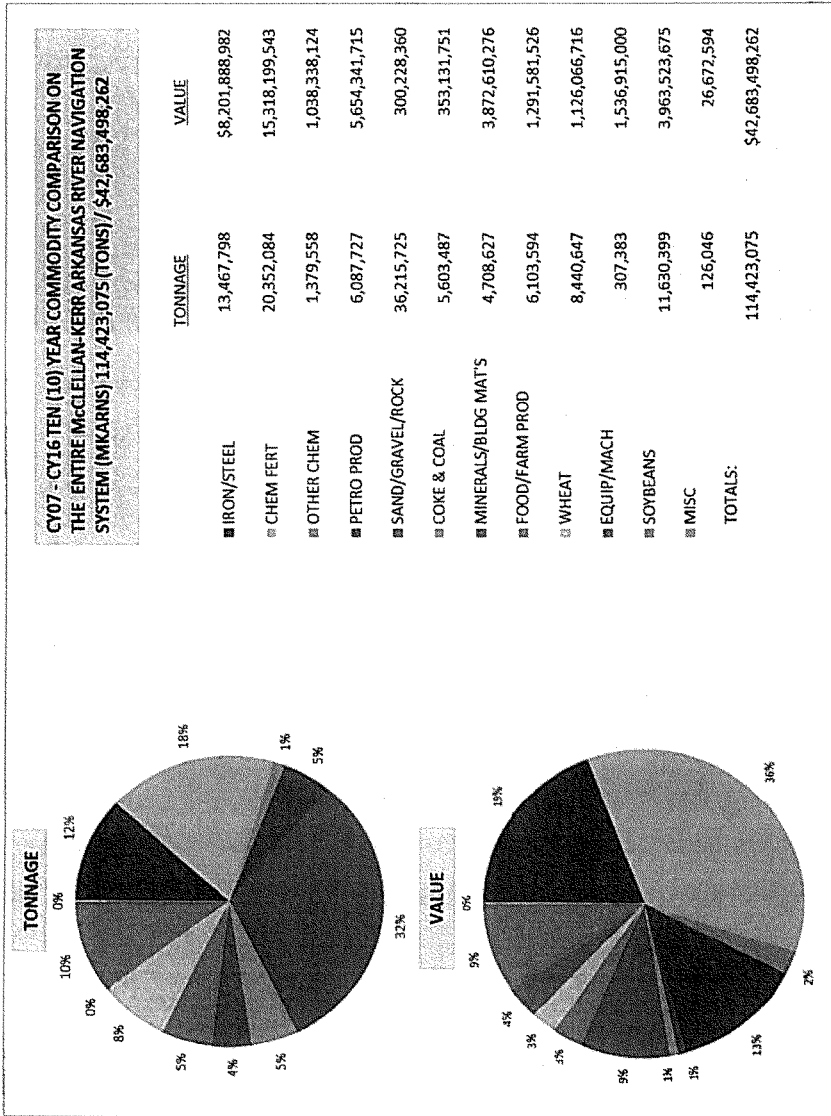 CY07 - CY16 TEN (10) YEAR COMMODITY COMPARISON ON
THE ENTIRE McCLELLAN-KERR ARKANSAS RIVER NAVIGATION
SYSTEM (MKARNS) 114,423,075 (TONS) / $42,683,498,262
TONNAGE VALUE
IRON/STEEL 13,467,798 $8,201,888,982
CHEM FERT 20,352,084 15,318,199,543
OTHER CHEM 1,379,558 1,038,338,124
PETRO PROD 6,087,727 5,654,341,715
SAND/GRAVEL/ROCK 36,215,725 300,228,360
COKE & COAL 5,603,487 353,131,751
MINERALS/BLDG MAT'S 4,708,627 3,872,610,276
FOOD/FARM PROD 6,103,594 1,291,581,526
WHEAT 8,440,647 1,126,066,716
EQUIP/MACH 307,383 1,536,915,000
SOYBEANS 11,630,399 3,963,523,675
MISC 126,046 26,672,594
TOTALS: 114,423,075 $42,683,498,262
TONNAGE
0%
12%
18%
1%
5%
32%
5%
4%
5%
8%
0%
10%
VALUE
0%
19%
36%
2%
13%
1%
1%
9%
3%
3%
4%
9%